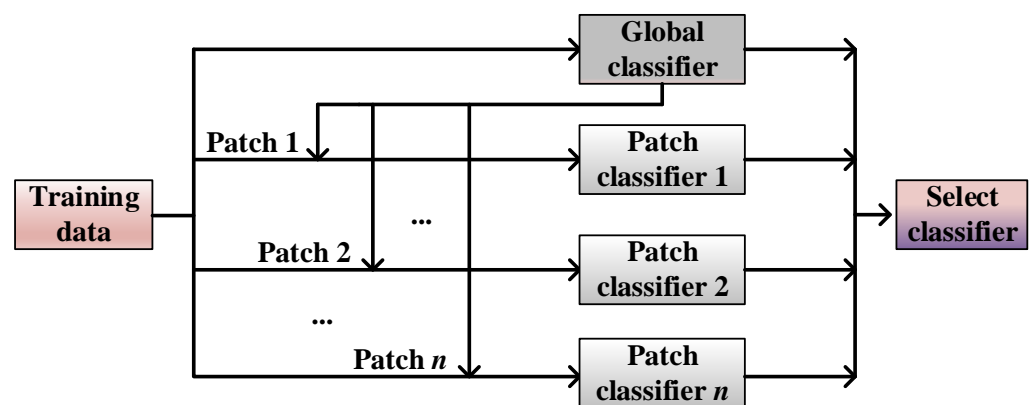 Global
classifier
Patch 1
Patch
classifier 1
Training
data
...
Select
classifier
Patch 2
Patch
classifier 2
...
Patch n
Patch
classifier n